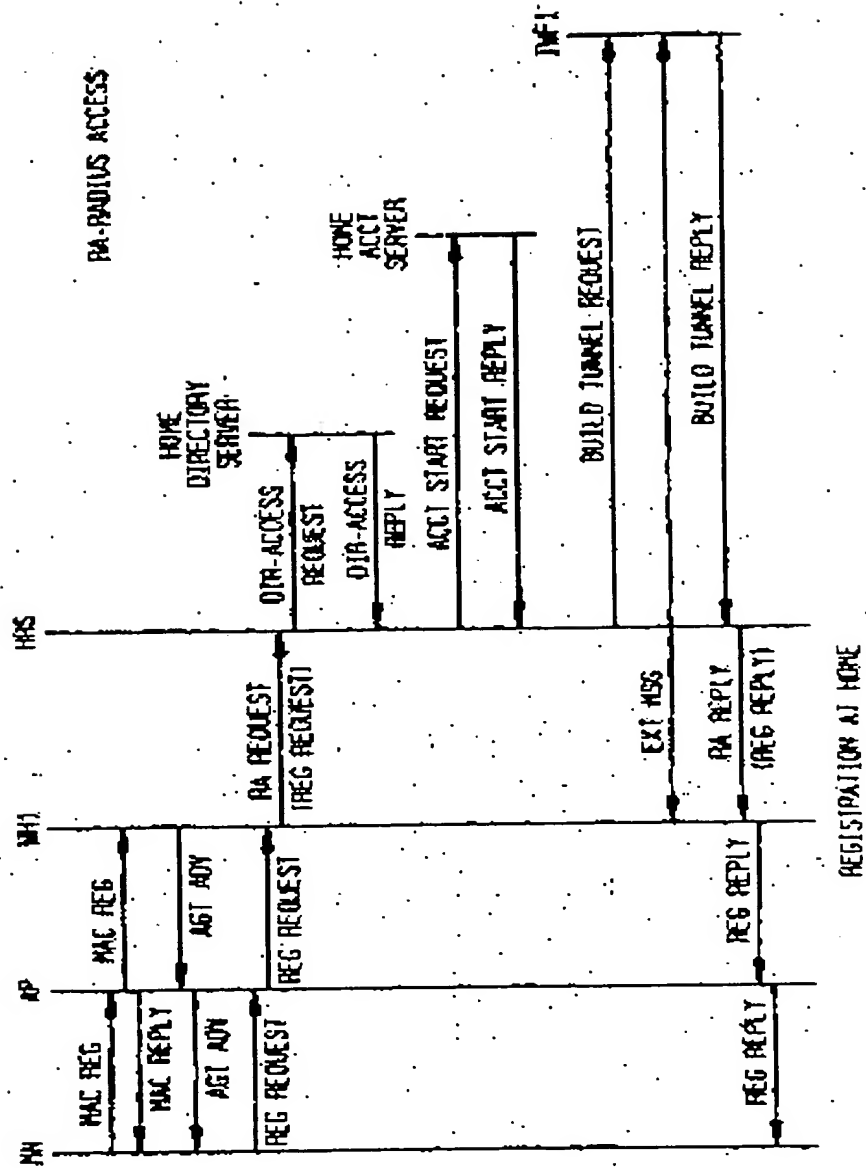 RA-RADIUS ACCESS
MN
AP
WH1
HRS
HOME
DIRECTORY
SERVER
HOME
ACCT
SERVER
IWF1
MAC REG
MAC REG
MAC REPLY
AGT ADV
AGT ADV
REG REQUEST
REG REQUEST
RA REQUEST
(REG REQUEST)
DIR-ACCESS
REQUEST
DIR-ACCESS
REPLY
ACCT START REQUEST
ACCT START REPLY
BUILD TUNNEL REQUEST
EXT MSG
BUILD TUNNEL REPLY
RA REPLY
(REG REPLY)
REG REPLY
REG REPLY
REGISTRATION AT HOME